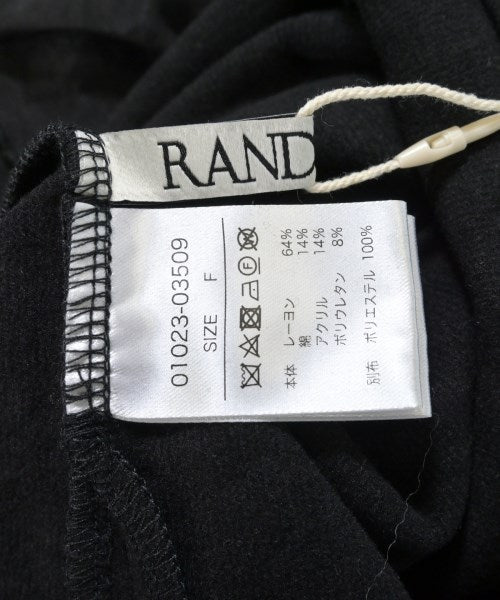 RAND
01023-03509
SIZE F
本体 レーヨン 64%
綿 14%
アクリル 14%
ポリウレタン 8%
別布 ポリエステル 100%